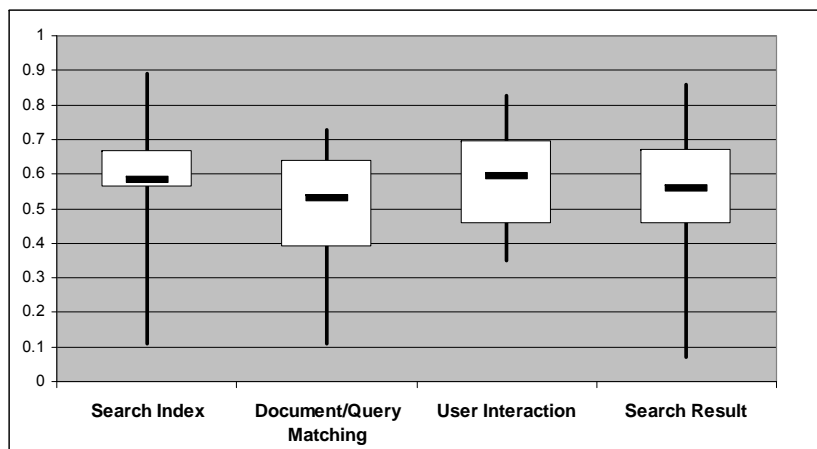 1
0.9
0.8
0.7
0.6
0.5
0.4
0.3
0.2
0.1
0
Search Index
Document/Query
Matching
User Interaction
Search Result